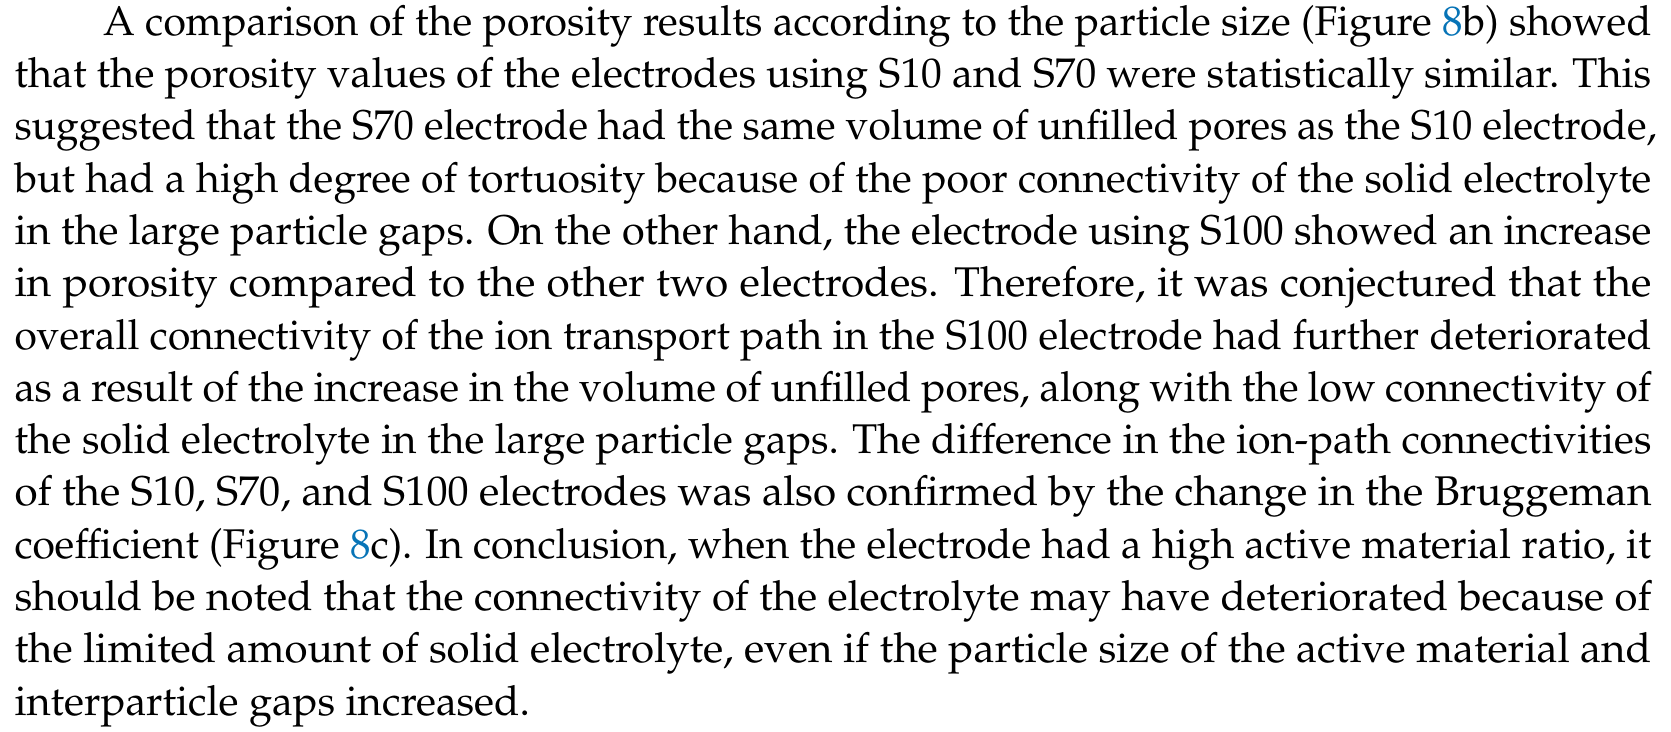 A comparison of the porosity results according to the particle size (Figure 8b) showed
that the porosity values of the electrodes using S10 and S70 were statistically similar. This
suggested that the S70 electrode had the same volume of unfilled pores as the S10 electrode,
but had a high degree of tortuosity because of the poor connectivity of the solid electrolyte
in the large particle gaps. On the other hand, the electrode using S100 showed an increase
in porosity compared to the other two electrodes. Therefore, it was conjectured that the
overall connectivity of the ion transport path in the S100 electrode had further deteriorated
as a result of the increase in the volume of unfilled pores, along with the low connectivity of
the solid electrolyte in the large particle gaps. The difference in the ion-path connectivities
of the S10, S70, and S100 electrodes was also confirmed by the change in the Bruggeman
coefficient (Figure 8c). In conclusion, when the electrode had a high active material ratio, it
should be noted that the connectivity of the electrolyte may have deteriorated because of
the limited amount of solid electrolyte, even if the particle size of the active material and
interparticle gaps increased.